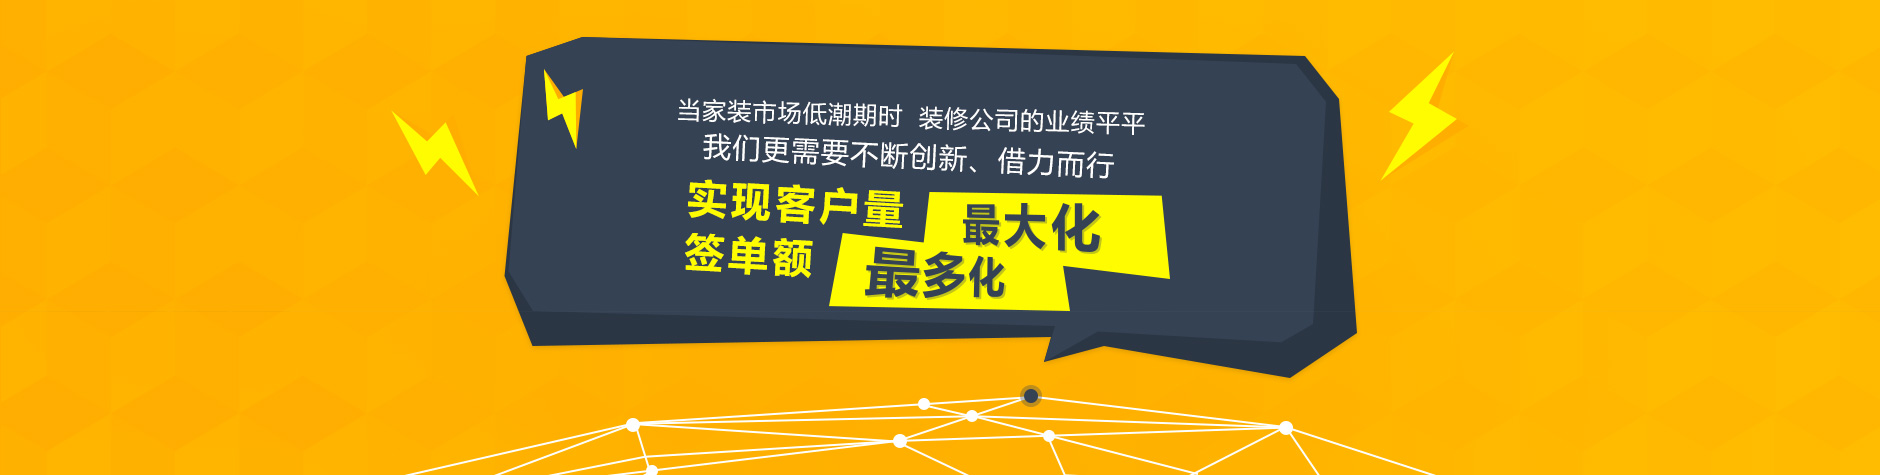 当家装市场低潮期时 装修公司的业绩平平
我们更需要不断创新、借力而行
实现客户量 最大化
签单额 最多化